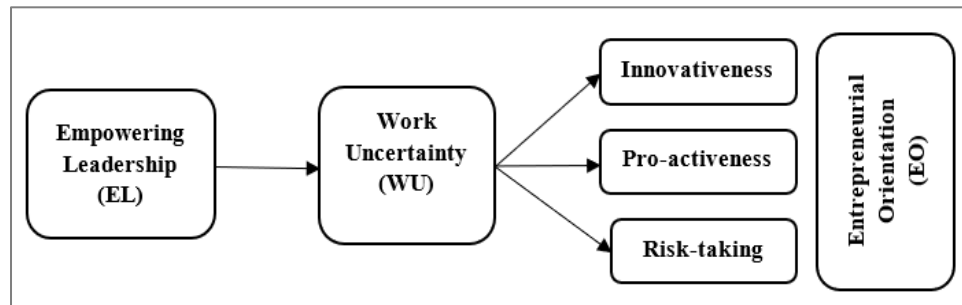 Empowering
Leadership
(EL)
Work
Uncertainty
(WU)
Innovativeness
Pro-activeness
Risk-taking
Entrepreneurial
Orientation
(EO)